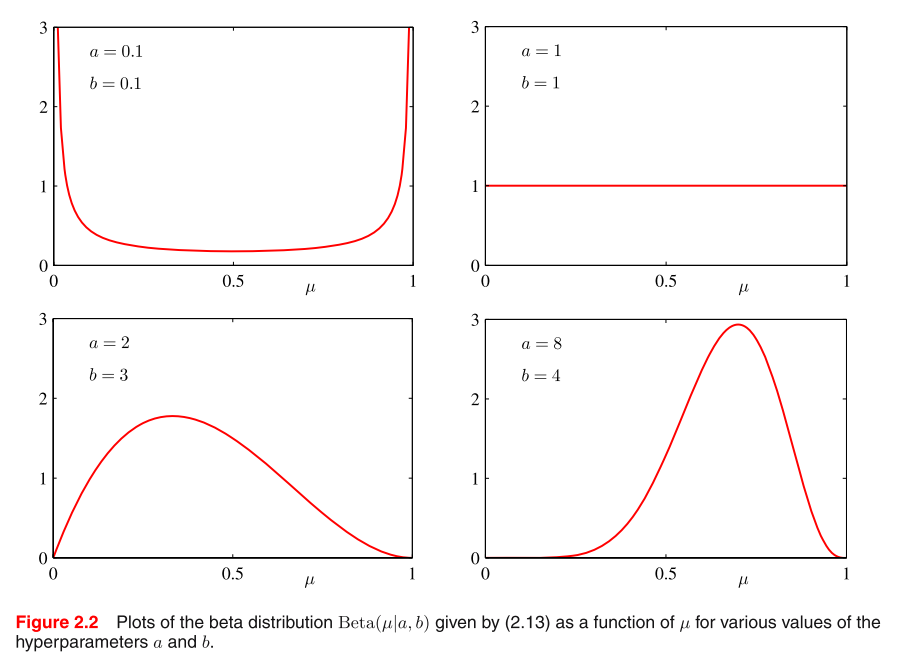 3
2
1
0
a = 0.1
b = 0.1
0 0.5 μ 1
3
2
1
0
a = 1
b = 1
0 0.5 μ 1
3
2
1
0
a = 2
b = 3
0 0.5 μ 1
3
2
1
0
a = 8
b = 4
0 0.5 μ 1
Figure 2.2 Plots of the beta distribution Beta(μ|a, b) given by (2.13) as a function of μ for various values of the
hyperparameters a and b.